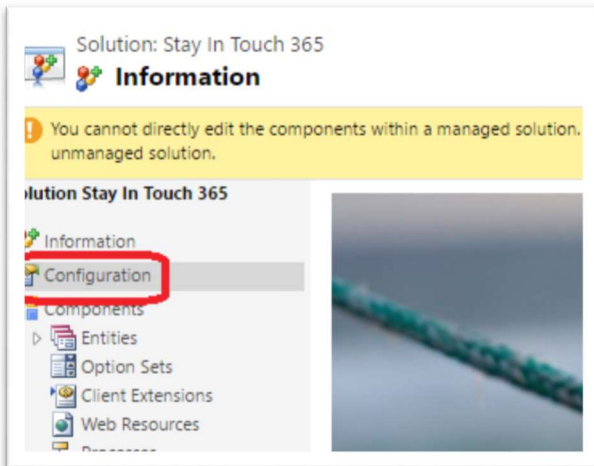 Solution: Stay In Touch 365
Information
You cannot directly edit the components within a managed solution.
unmanaged solution.
olution Stay In Touch 365
Information
Configuration
Components
Entities
Option Sets
Client Extensions
Web Resources